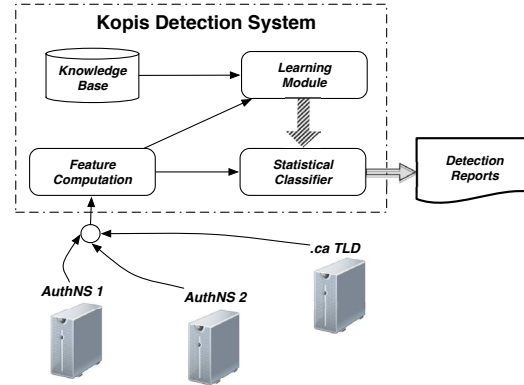 Kopis Detection System
Knowledge
Base
Learning
Module
Feature
Computation
Statistical
Classifier
Detection
Reports
.ca TLD
AuthNS 1
AuthNS 2